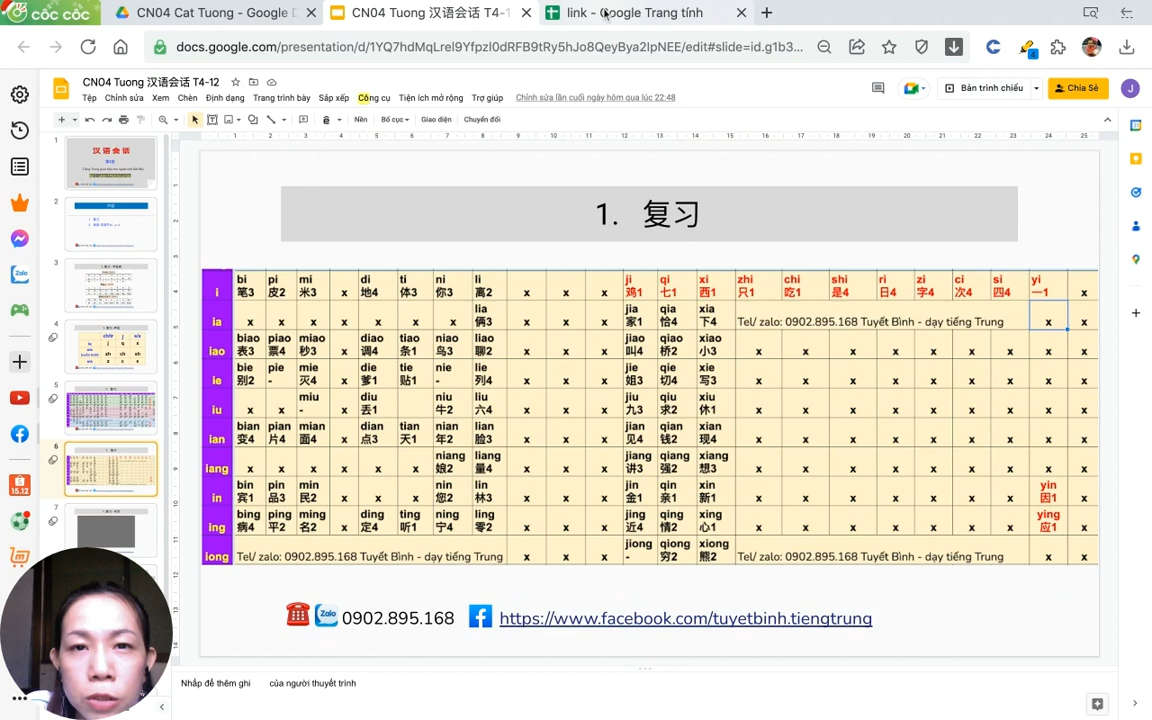 cốc cốc
CN04 Cat Tuong - Google D
CN04 Tuong 汉语会话 T4-1
link - Google Trang tính
docs.google.com/presentation/d/1YQ7hdMqLreI9YfpzI0dRFB9tRy5hJo8QeyBya2IpNEE/edit#slide=id.g1b3...
CN04 Tuong 汉语会话 T4-12
Bản trình chiếu
Chia Sẻ
J
Tệp Chỉnh sửa Xem Chèn Định dạng Trang trình bày Sắp xếp Công cụ Tiện ích mở rộng Trợ giúp Chỉnh sửa lần cuối ngày hôm qua lúc 22:48
Nền Bố cục Giao diện Chuyển đổi
1. 复习
i bi pi mi di ti ni li ji qi xi zhi chi shi ri zi ci si yi
笔3 皮2 米3 x 地4 体3 你3 离2 x x x 鸡1 七1 西1 只1 吃1 是4 日4 字4 次4 四4 一1 x
ia lia jia qia xia
x x x x x x x 俩3 x x x 家1 恰4 下4 Tel/ zalo: 0902.895.168 Tuyết Bình - dạy tiếng Trung x x
iao biao piao miao diao tiao niao liao jiao qiao xiao
表3 票4 秒3 x 调4 条1 鸟3 聊2 x x x 叫4 桥2 小3 x x x x x x x x x
ie bie pie mie die tie nie lie jie qie xie
别2 - 灭4 x 爹1 贴1 - 列4 x x x 姐3 切4 写3 x x x x x x x x x
iu miu diu niu liu jiu qiu xiu
x x - x 丢1 x 牛2 六4 x x x 九3 求2 休1 x x x x x x x x x
ian bian pian mian dian tian nian lian jian qian xian
变4 片4 面4 x 点3 天1 年2 脸3 x x x 见4 钱2 现4 x x x x x x x x x
iang niang liang jiang qiang xiang
x x x x x x 娘2 量4 x x x 讲3 强2 想3 x x x x x x x x x
in bin pin min nin lin jin qin xin yin
宾1 品3 民2 x x x 您2 林3 x x x 金1 亲1 新1 x x x x x x x 因1 x
ing bing ping ming ding ting ning ling jing qing xing ying
病4 平2 名2 x 定4 听1 宁4 零2 x x x 近4 情2 心1 x x x x x x x 应1 x
iong jiong qiong xiong
Tel/ zalo: 0902.895.168 Tuyết Bình - dạy tiếng Trung x x x - 穷2 熊2 Tel/ zalo: 0902.895.168 Tuyết Bình - dạy tiếng Trung x x
Zalo 0902.895.168 https://www.facebook.com/tuyetbinh.tiengtrung
Nhấp để thêm ghi của người thuyết trình